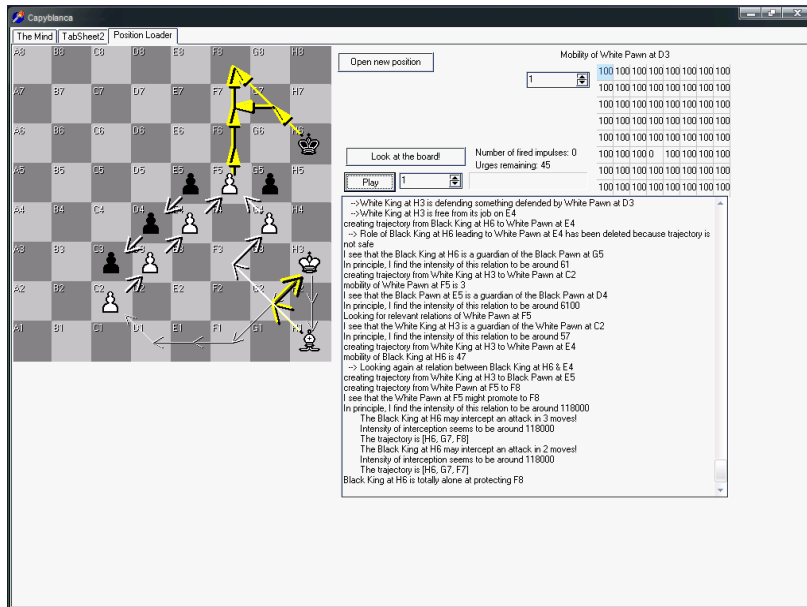 Capyblanca
The Mind TabSheet2 Position Loader
Open new position
Mobility of White Pawn at D3
1
100 100 100 100 100 100 100 100
100 100 100 100 100 100 100 100
100 100 100 100 100 100 100 100
100 100 100 100 100 100 100 100
100 100 100 100 100 100 100 100
100 100 100 0 100 100 100 100
100 100 100 100 100 100 100 100
100 100 100 100 100 100 100 100
Look at the board!
Number of fired impulses: 0
Urges remaining: 45
Play
1
A8 B8 C8 D8 E8 F8 G8 H8
A7 B7 C7 D7 E7 F7 G7 H7
A6 B6 C6 D6 E6 F6 G6 H6
A5 B5 C5 D5 E5 F5 G5 H5
A4 B4 C4 D4 E4 F4 G4 H4
A3 B3 C3 D3 E3 F3 G3 H3
A2 B2 C2 D2 E2 F2 G2 H2
A1 B1 C1 D1 E1 F1 G1 H1
-->White King at H3 is defending something defended by White Pawn at D3
-->White King at H3 is free from its job on E4
creating trajectory from Black King at H6 to White Pawn at E4
--> Role of Black King at H6 leading to White Pawn at E4 has been deleted because trajectory is
not safe
I see that the Black King at H6 is a guardian of the Black Pawn at G5
In principle, I find the intensity of this relation to be around 61
creating trajectory from White King at H3 to White Pawn at C2
mobility of White Pawn at F5 is 3
I see that the Black Pawn at E5 is a guardian of the Black Pawn at D4
In principle, I find the intensity of this relation to be around 6100
Looking for relevant relations of White Pawn at F5
I see that the White King at H3 is a guardian of the White Pawn at C2
In principle, I find the intensity of this relation to be around 57
creating trajectory from White King at H3 to White Pawn at E4
mobility of Black King at H6 is 47
--> Looking again at relation between Black King at H6 & E4
creating trajectory from White King at H3 to Black Pawn at E5
creating trajectory from White Pawn at F5 to F8
I see that the White Pawn at F5 might promote to F8
In principle, I find the intensity of this relation to be around 118000
The Black King at H6 may intercept an attack in 3 moves!
Intensity of interception seems to be around 118000
The trajectory is [H6, G7, F8]
The Black King at H6 may intercept an attack in 2 moves!
Intensity of interception seems to be around 118000
The trajectory is [H6, G7, F7]
Black King at H6 is totally alone at protecting F8